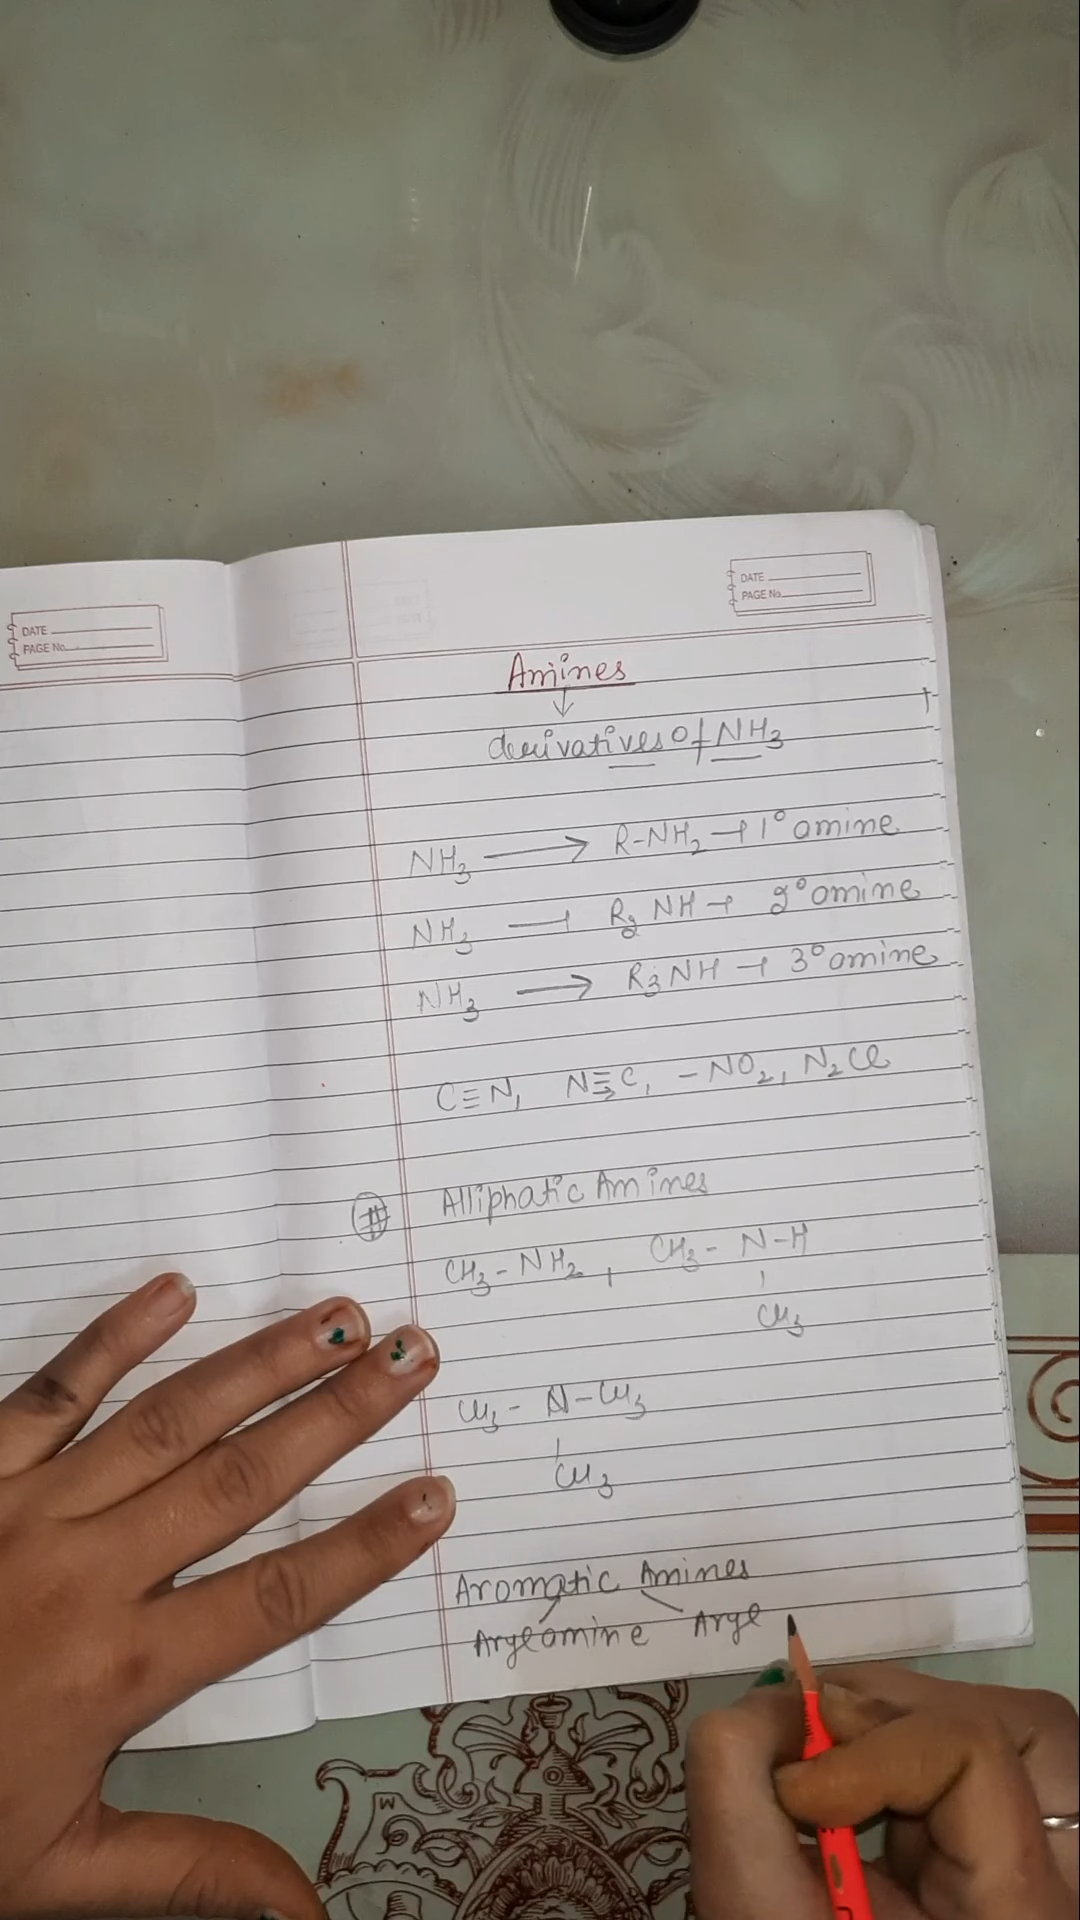 DATE
PAGE No.
DATE
PAGE No.
Amines
↓
derivatives of NH3
NH3 → R-NH2 → 1° amine
NH3 → R2 NH → 2° amine
NH3 → R3 NH → 3° amine
C≡N, N≡C, -NO2, N2Cl
# Alliphatic Amines
CH3 - NH2, CH3 - N-H
CH3
CH3 - N - CH3
CH3
Aromatic Amines
Arylamine Aryl